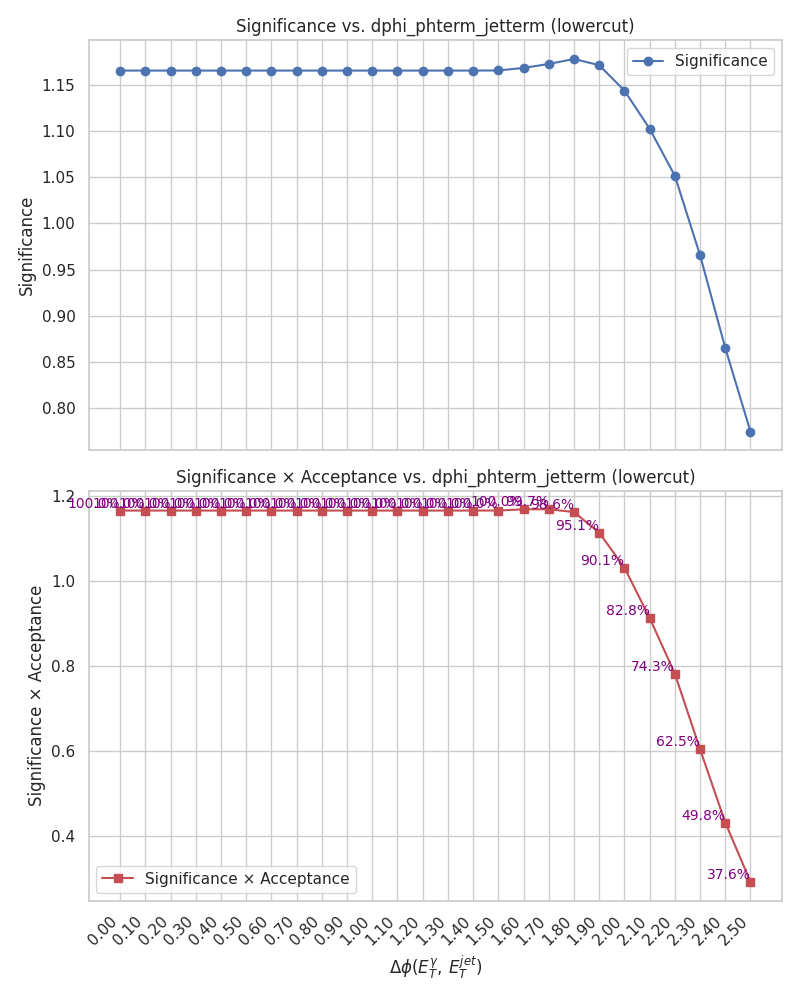 Significance vs. dphi_phterm_jetterm (lowercut)
Significance
1.15
1.10
1.05
1.00
0.95
0.90
0.85
0.80
Significance
Significance × Acceptance vs. dphi_phterm_jetterm (lowercut)
1.2
1.0
0.8
0.6
0.4
Significance × Acceptance
100.0%
99.7%
98.6%
95.1%
90.1%
82.8%
74.3%
62.5%
49.8%
37.6%
Significance × Acceptance
0.00 0.10 0.20 0.30 0.40 0.50 0.60 0.70 0.80 0.90 1.00 1.10 1.20 1.30 1.40 1.50 1.60 1.70 1.80 1.90 2.00 2.10 2.20 2.30 2.40 2.50
Δϕ(E_T^γ, E_T^jet)